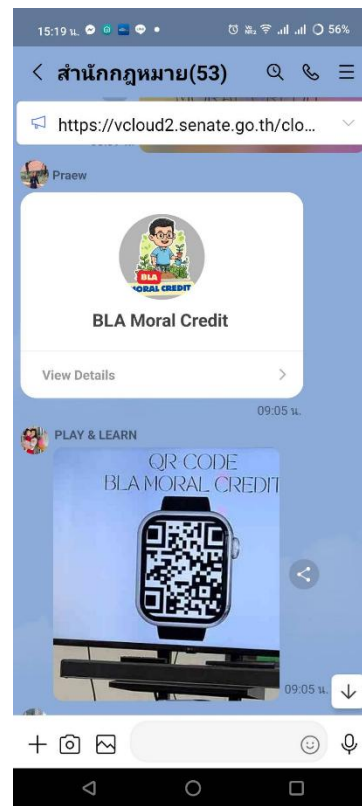 15:19 น.
56%
สำนักกฎหมาย(53)
https://vcloud2.senate.go.th/clo...
Praew
BLA
MORAL CREDIT
BLA Moral Credit
View Details
09:05 น.
PLAY & LEARN
QR CODE
BLA MORAL CREDIT
09:05 น.